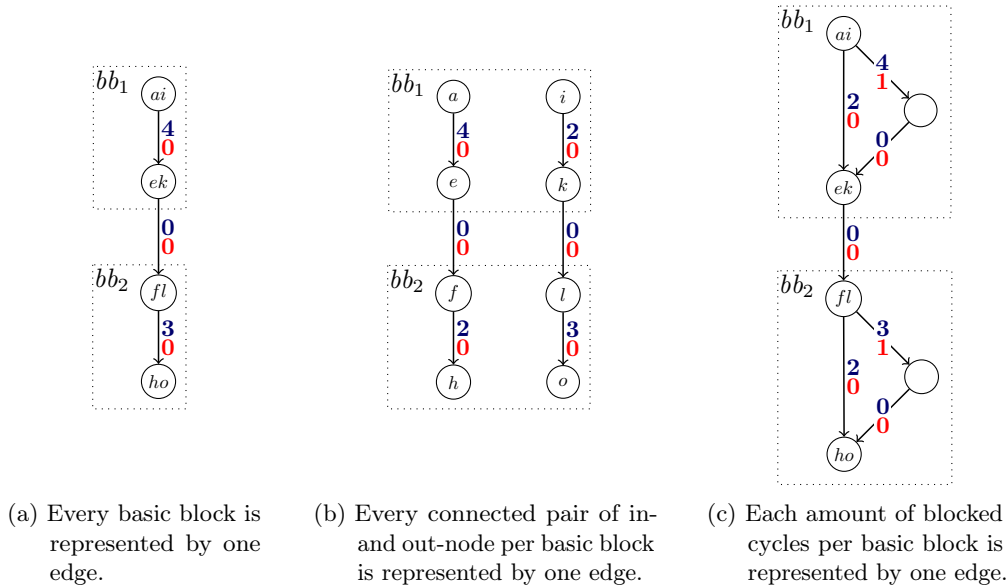 bb1
ai
4
0
ek
0
0
bb2
fl
3
0
ho
(a) Every basic block is
represented by one
edge.
bb1
a
i
4
0
2
0
e
k
0
0
0
0
bb2
f
l
2
0
3
0
h
o
(b) Every connected pair of in-
and out-node per basic block
is represented by one edge.
bb1
ai
4
1
2
0
0
0
ek
0
0
bb2
fl
3
1
2
0
0
0
ho
(c) Each amount of blocked
cycles per basic block is
represented by one edge.